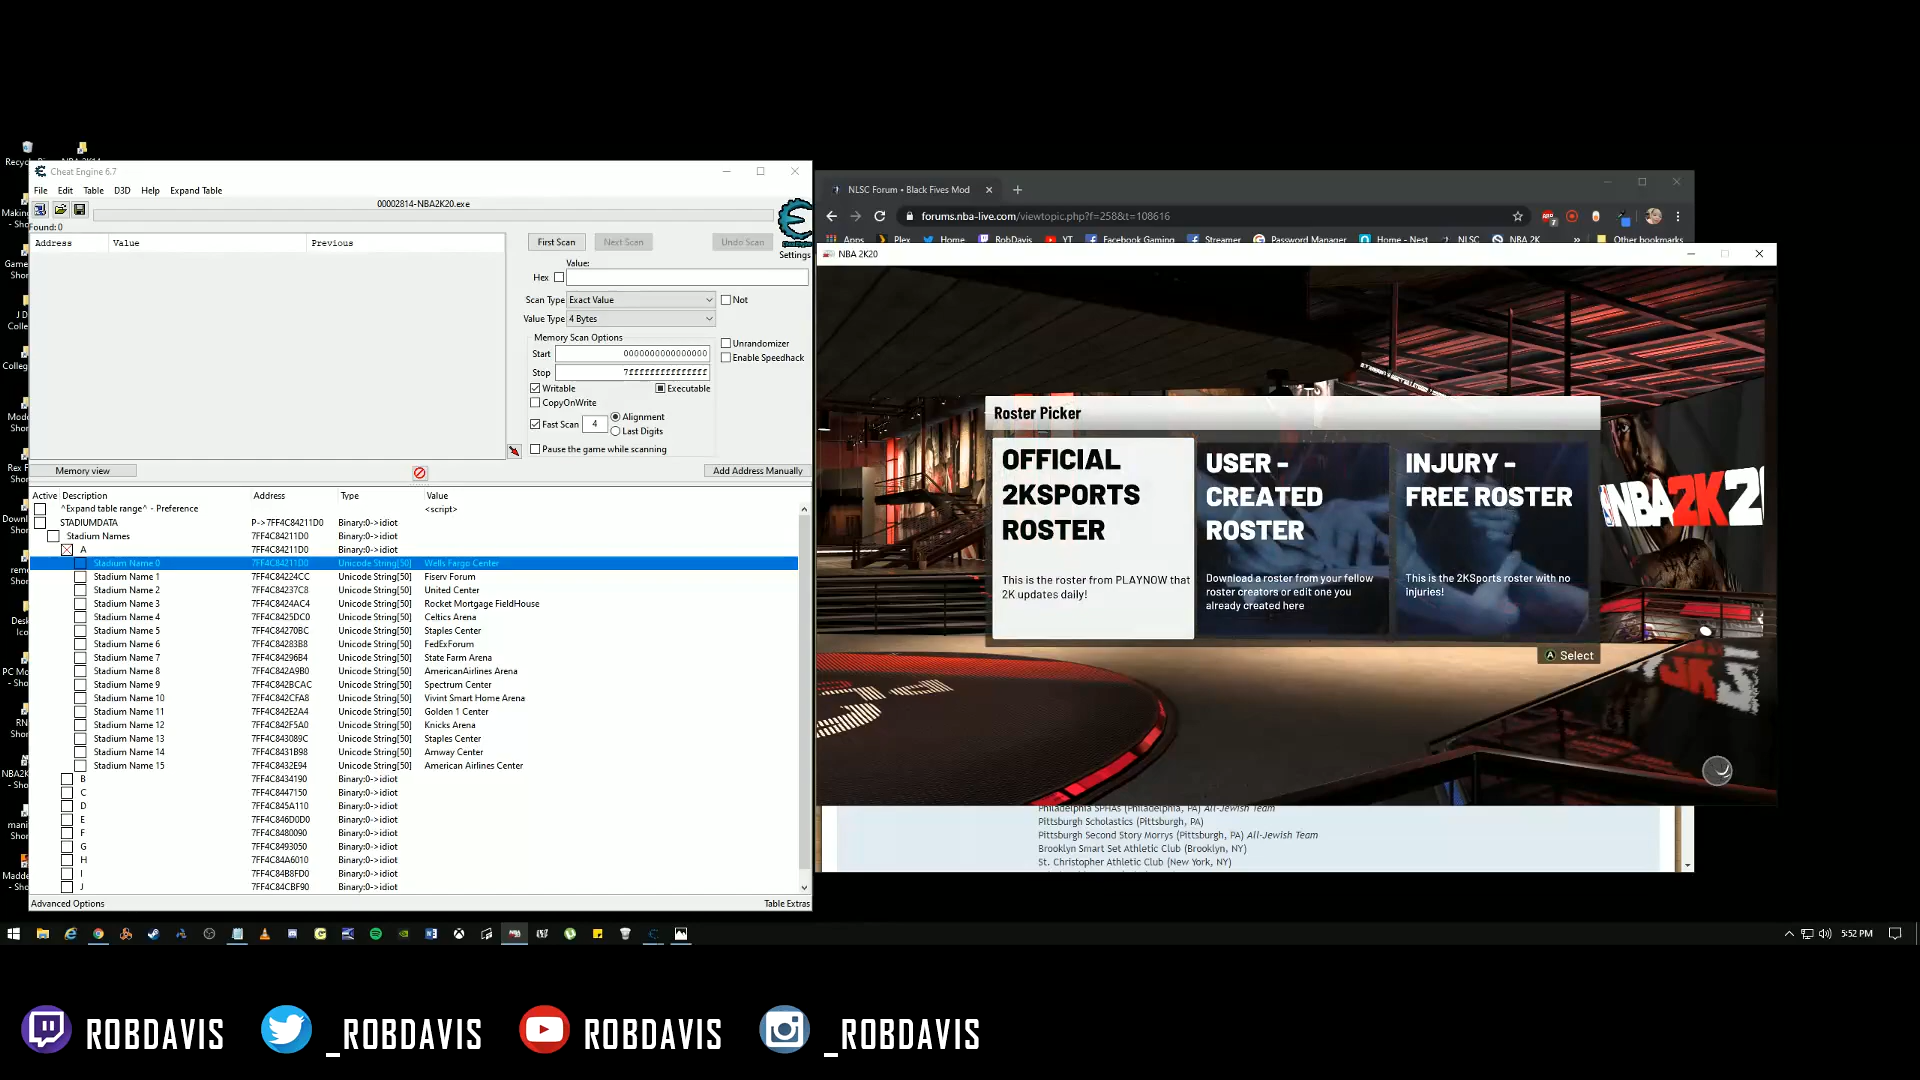 Cheat Engine 6.7
File Edit Table D3D Help Expand Table
00002814-NBA2K20.exe
Found: 0
Address Value Previous
First Scan Next Scan Undo Scan
Settings
Value:
Hex
Scan Type Exact Value Not
Value Type 4 Bytes
Memory Scan Options
Unrandomizer
Start 0000000000000000
Enable Speedhack
Stop 7fffffffffffffff
Writable Executable
CopyOnWrite
Fast Scan 4 Alignment
Last Digits
Pause the game while scanning
Memory view Add Address Manually
Active Description Address Type Value
^Expand table range^ - Preference <script>
STADIUMDATA P->7FF4C84211D0 Binary:0->idiot
Stadium Names 7FF4C84211D0 Binary:0->idiot
A 7FF4C84211D0 Binary:0->idiot
Stadium Name 0 7FF4C84211D0 Unicode String[50] Wells Fargo Center
Stadium Name 1 7FF4C84224CC Unicode String[50] Fiserv Forum
Stadium Name 2 7FF4C84237C8 Unicode String[50] United Center
Stadium Name 3 7FF4C8424AC4 Unicode String[50] Rocket Mortgage FieldHouse
Stadium Name 4 7FF4C8425DC0 Unicode String[50] Celtics Arena
Stadium Name 5 7FF4C84270BC Unicode String[50] Staples Center
Stadium Name 6 7FF4C84283B8 Unicode String[50] FedExForum
Stadium Name 7 7FF4C84296B4 Unicode String[50] State Farm Arena
Stadium Name 8 7FF4C842A9B0 Unicode String[50] AmericanAirlines Arena
Stadium Name 9 7FF4C842BCAC Unicode String[50] Spectrum Center
Stadium Name 10 7FF4C842CFA8 Unicode String[50] Vivint Smart Home Arena
Stadium Name 11 7FF4C842E2A4 Unicode String[50] Golden 1 Center
Stadium Name 12 7FF4C842F5A0 Unicode String[50] Knicks Arena
Stadium Name 13 7FF4C843089C Unicode String[50] Staples Center
Stadium Name 14 7FF4C8431B98 Unicode String[50] Amway Center
Stadium Name 15 7FF4C8432E94 Unicode String[50] American Airlines Center
B 7FF4C8434190 Binary:0->idiot
C 7FF4C8447150 Binary:0->idiot
D 7FF4C845A110 Binary:0->idiot
E 7FF4C846D0D0 Binary:0->idiot
F 7FF4C8480090 Binary:0->idiot
G 7FF4C8493050 Binary:0->idiot
H 7FF4C84A6010 Binary:0->idiot
I 7FF4C84B8FD0 Binary:0->idiot
J 7FF4C84CBF90 Binary:0->idiot
Advanced Options Table Extras
NLSC Forum • Black Fives Mod
forums.nba-live.com/viewtopic.php?f=258&t=108616
Apps Plex Home RobDavis YT Facebook Gaming Streamer Password Manager Home - Nest NLSC NBA 2K » Other bookmarks
NBA 2K20
Roster Picker
OFFICIAL
2KSPORTS
ROSTER
This is the roster from PLAYNOW that
2K updates daily!
USER -
CREATED
ROSTER
Download a roster from your fellow
roster creators or edit one you
already created here
INJURY -
FREE ROSTER
This is the 2KSports roster with no
injuries!
A Select
NBA2K2
Philadelphia SPHAs (Philadelphia, PA) All-Jewish Team
Pittsburgh Scholastics (Pittsburgh, PA)
Pittsburgh Second Story Morrys (Pittsburgh, PA) All-Jewish Team
Brooklyn Smart Set Athletic Club (Brooklyn, NY)
St. Christopher Athletic Club (New York, NY)
5:52 PM
ROBDAVIS _ROBDAVIS ROBDAVIS _ROBDAVIS